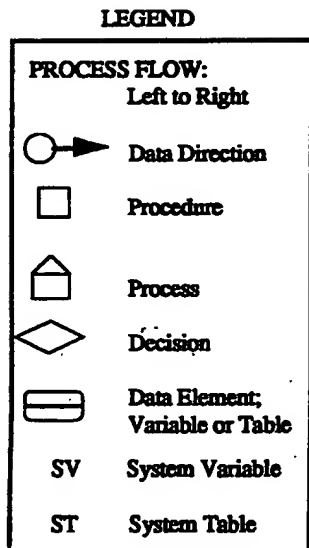 LEGEND
PROCESS FLOW:
Left to Right
Data Direction
Procedure
Process
Decision
Data Element;
Variable or Table
SV System Variable
ST System Table